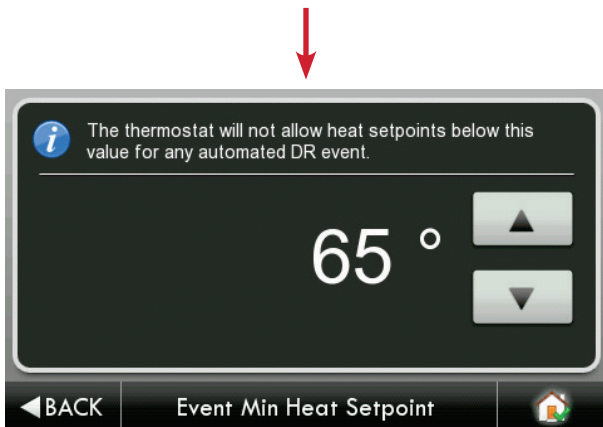 The thermostat will not allow heat setpoints below this
value for any automated DR event.
65 °
BACK
Event Min Heat Setpoint